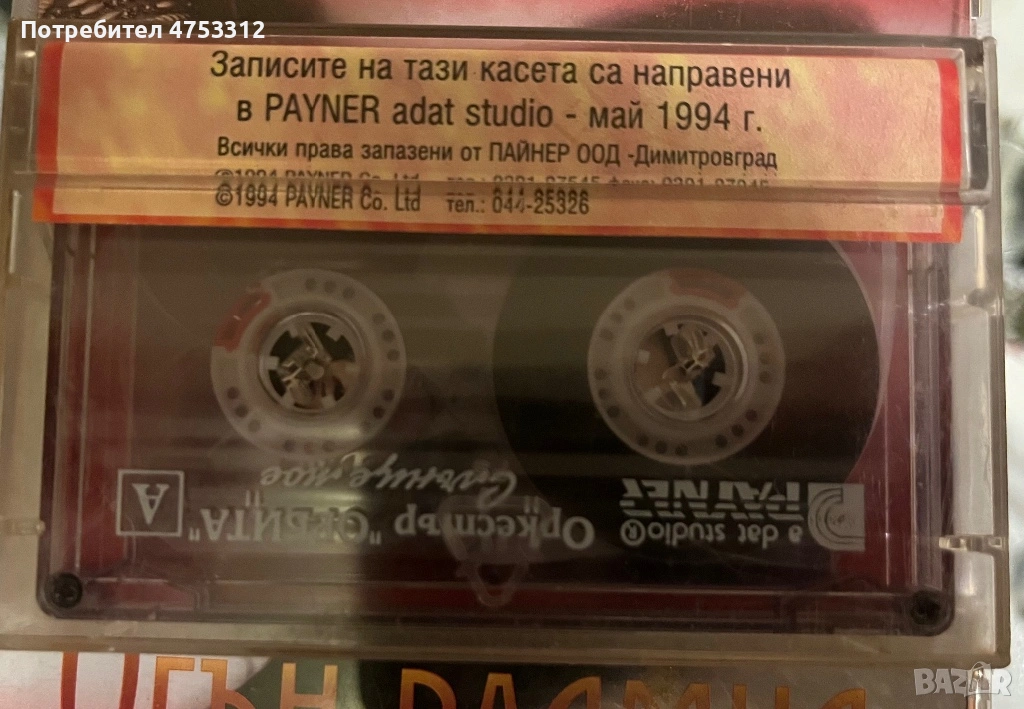 Потребител 4753312
Записите на тази касета са направени
в PAYNER adat studio - май 1994 г.
Всички права запазени от ПАЙНЕР ООД -Димитровград
©1994 PAYNER Co. Ltd тел.: 044-25326
a dat studio®
PAYNER
Оркестър "ОРБИТА"
"Слънце мое"
A
BAZAR